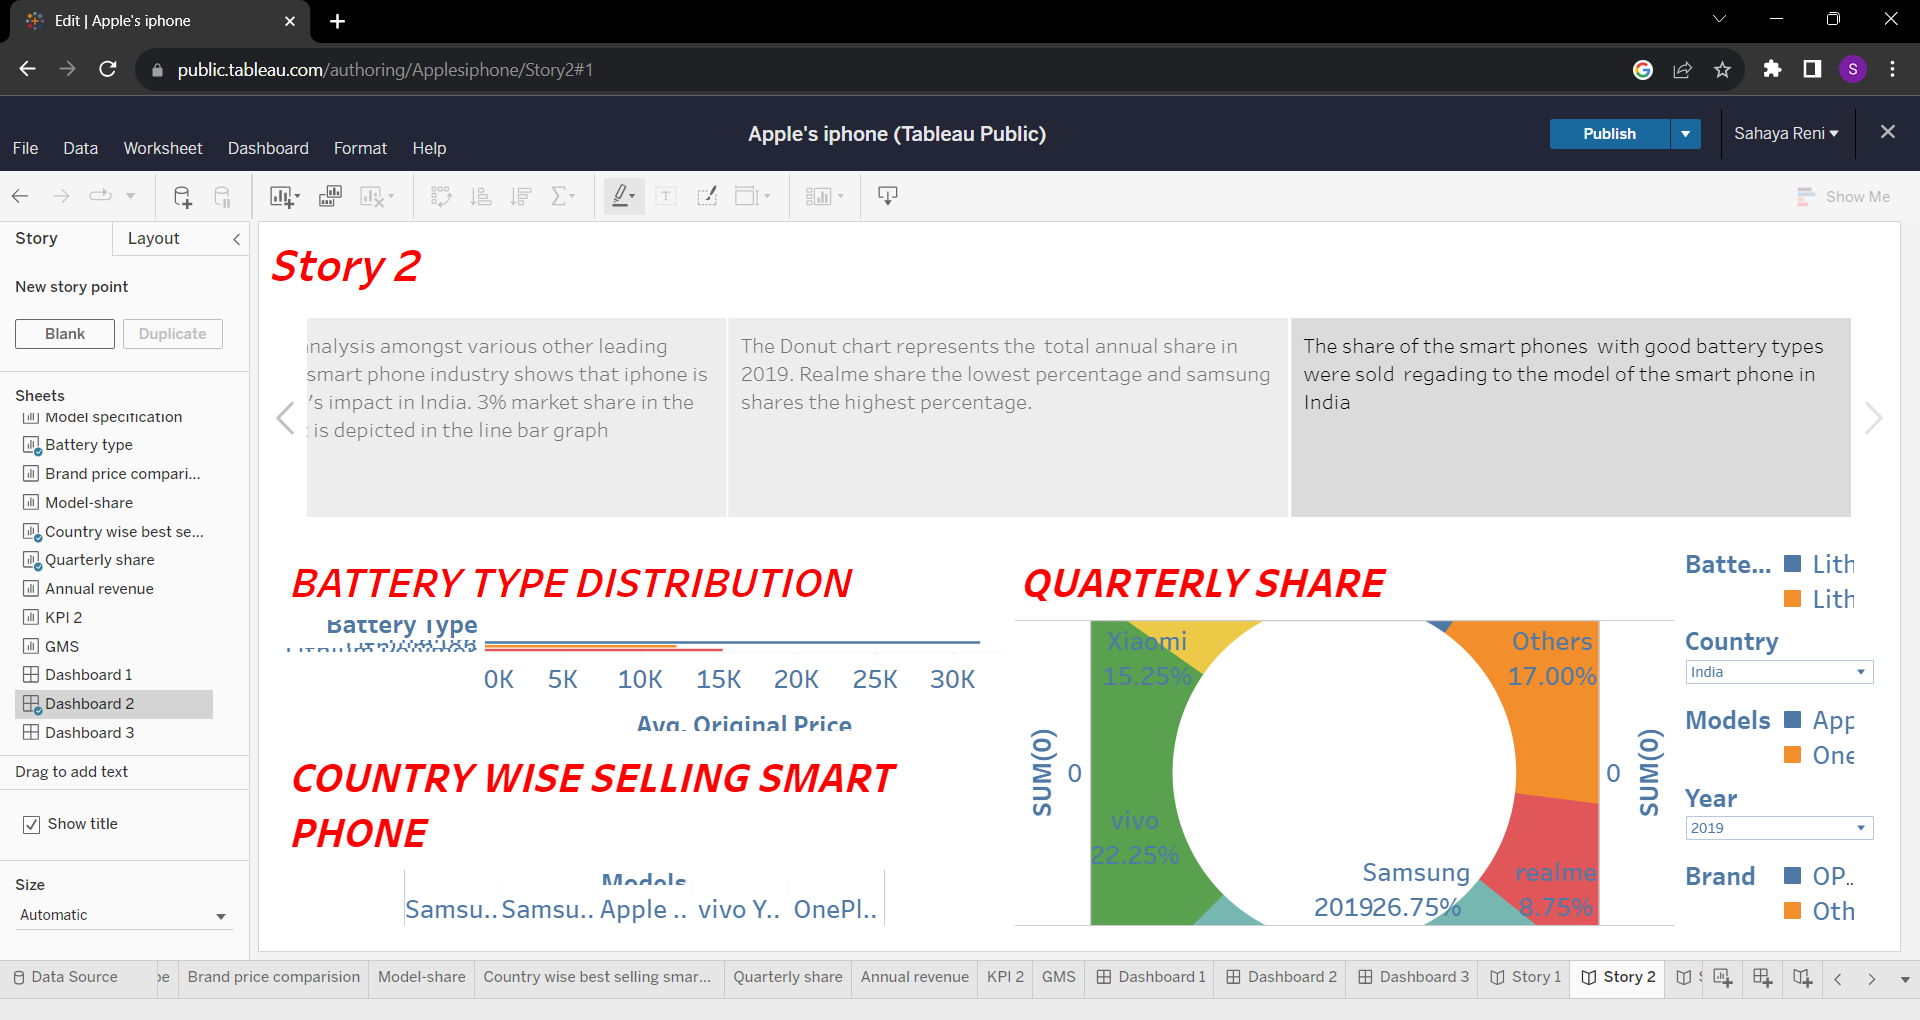 Edit | Apple's iphone
public.tableau.com/authoring/Applesiphone/Story2#1
S
File Data Worksheet Dashboard Format Help
Apple's iphone (Tableau Public)
Publish
Sahaya Reni
Show Me
Story Layout
New story point
Blank Duplicate
Sheets
Model specification
Battery type
Brand price compari...
Model-share
Country wise best se...
Quarterly share
Annual revenue
KPI 2
GMS
Dashboard 1
Dashboard 2
Dashboard 3
Drag to add text
Show title
Size
Automatic
Story 2
nalysis amongst various other leading
smart phone industry shows that iphone is
's impact in India. 3% market share in the
is depicted in the line bar graph
The Donut chart represents the total annual share in
2019. Realme share the lowest percentage and samsung
shares the highest percentage.
The share of the smart phones with good battery types
were sold regading to the model of the smart phone in
India
BATTERY TYPE DISTRIBUTION
Battery Type
0K 5K 10K 15K 20K 25K 30K
Avg. Original Price
COUNTRY WISE SELLING SMART
PHONE
Models
Samsu.. Samsu.. Apple .. vivo Y.. OnePl..
QUARTERLY SHARE
Xiaomi
15.25%
Others
17.00%
SUM(0)
0
0
SUM(0)
vivo
22.25%
Samsung
201926.75%
realme
8.75%
Batte... Lith
Lith
Country
India
Models App
One
Year
2019
Brand OP..
Oth
Data Source
Brand price comparision Model-share Country wise best selling smar... Quarterly share Annual revenue KPI 2 GMS Dashboard 1 Dashboard 2 Dashboard 3 Story 1 Story 2